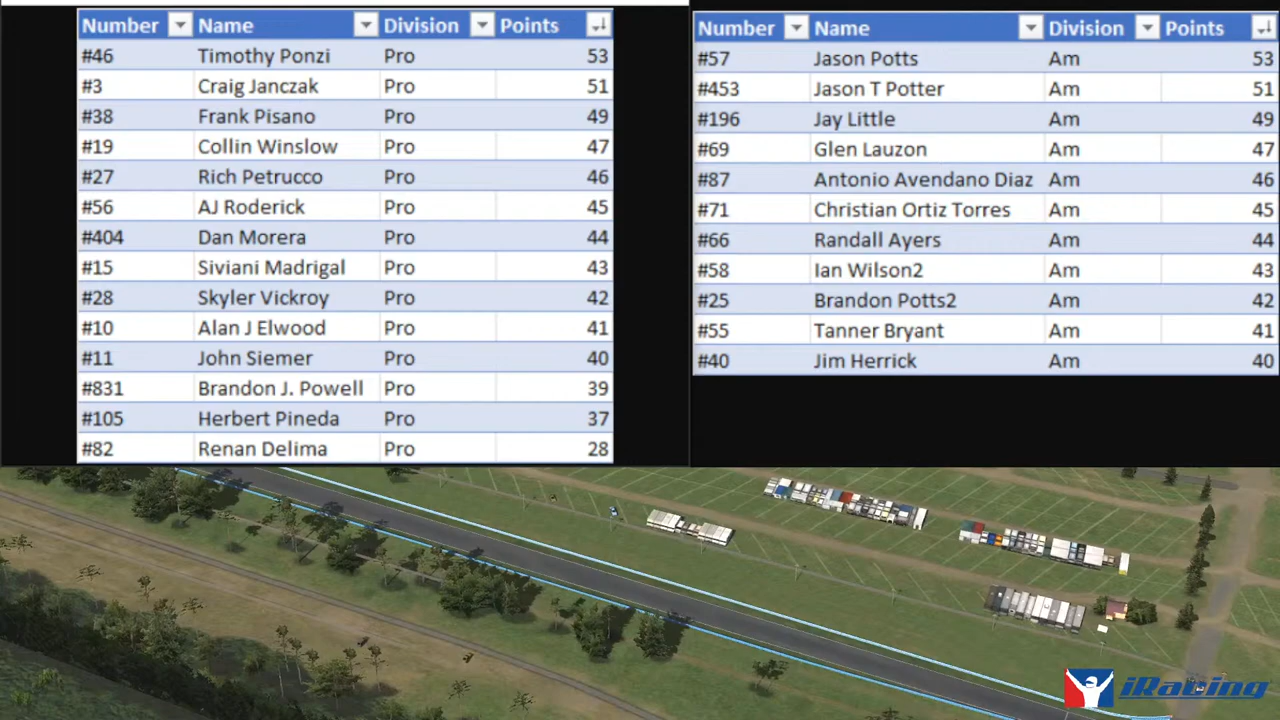 Number Name Division Points
#46 Timothy Ponzi Pro 53
#3 Craig Janczak Pro 51
#38 Frank Pisano Pro 49
#19 Collin Winslow Pro 47
#27 Rich Petrucco Pro 46
#56 AJ Roderick Pro 45
#404 Dan Morera Pro 44
#15 Siviani Madrigal Pro 43
#28 Skyler Vickroy Pro 42
#10 Alan J Elwood Pro 41
#11 John Siemer Pro 40
#831 Brandon J. Powell Pro 39
#105 Herbert Pineda Pro 37
#82 Renan Delima Pro 28
Number Name Division Points
#57 Jason Potts Am 53
#453 Jason T Potter Am 51
#196 Jay Little Am 49
#69 Glen Lauzon Am 47
#87 Antonio Avendano Diaz Am 46
#71 Christian Ortiz Torres Am 45
#66 Randall Ayers Am 44
#58 Ian Wilson2 Am 43
#25 Brandon Potts2 Am 42
#55 Tanner Bryant Am 41
#40 Jim Herrick Am 40
iRacing